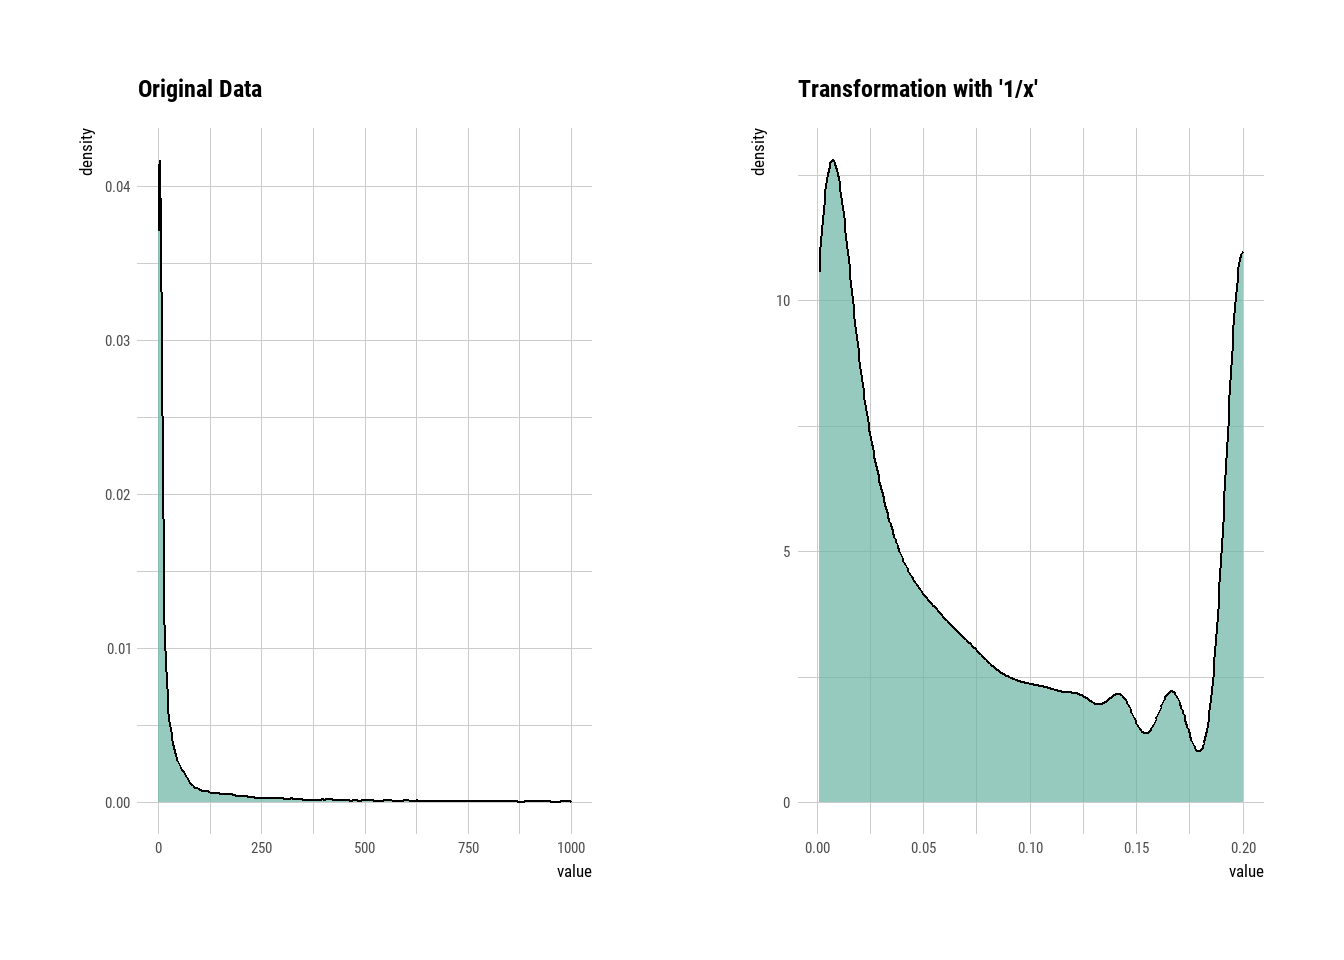 Original Data
density
0.04
0.03
0.02
0.01
0.00
0 250 500 750 1000
value
Transformation with '1/x'
density
10
5
0
0.00 0.05 0.10 0.15 0.20
value